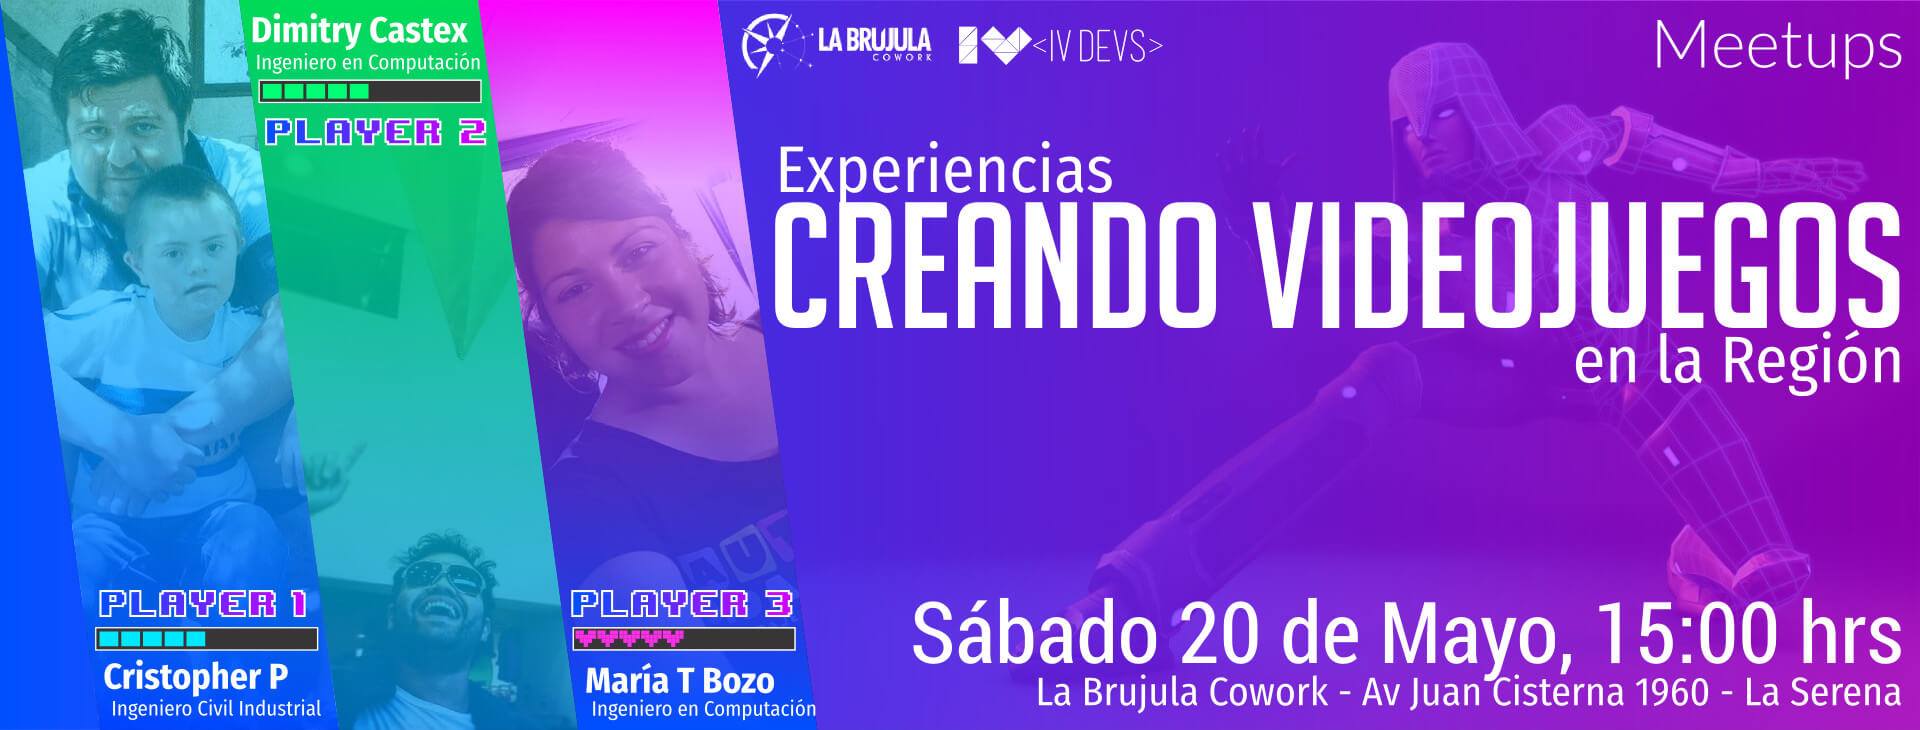 Dimitry Castex
Ingeniero en Computación
PLAYER 2
PLAYER 1
Cristopher P
Ingeniero Civil Industrial
PLAYER 3
María T Bozo
Ingeniero en Computación
LA BRUJULA
COWORK
<IV DEVS>
Meetups
Experiencias
CREANDO VIDEOJUEGOS
en la Región
Sábado 20 de Mayo, 15:00 hrs
La Brujula Cowork - Av Juan Cisterna 1960 - La Serena